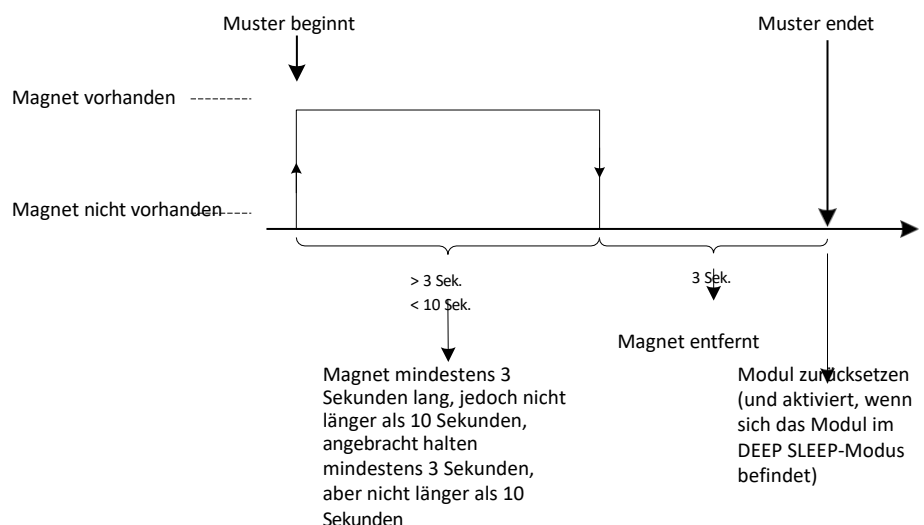 Muster beginnt
Muster endet
Magnet vorhanden
Magnet nicht vorhanden
> 3 Sek.
< 10 Sek.
3 Sek.
Magnet entfernt
Magnet mindestens 3
Sekunden lang, jedoch nicht
länger als 10 Sekunden,
angebracht halten
mindestens 3 Sekunden,
aber nicht länger als 10
Sekunden
Modul zurücksetzen
(und aktiviert, wenn
sich das Modul im
DEEP SLEEP-Modus
befindet)